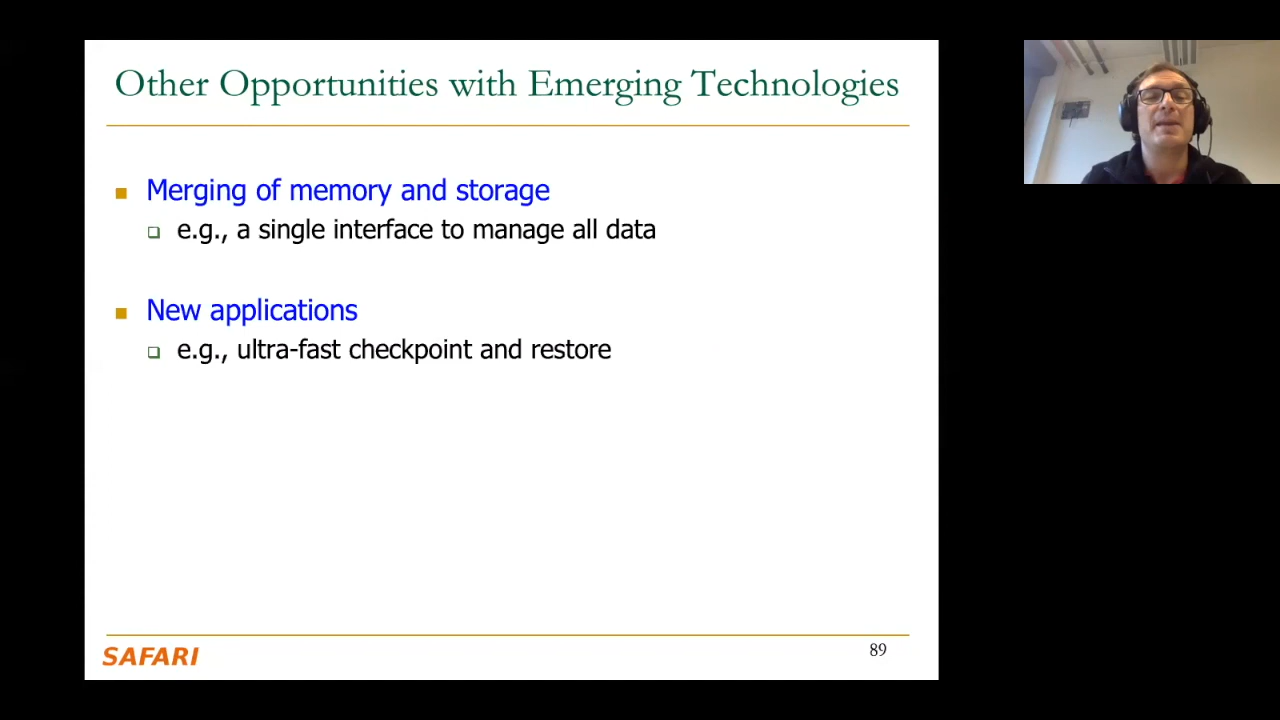 Other Opportunities with Emerging Technologies
Merging of memory and storage
e.g., a single interface to manage all data
New applications
e.g., ultra-fast checkpoint and restore
SAFARI
89